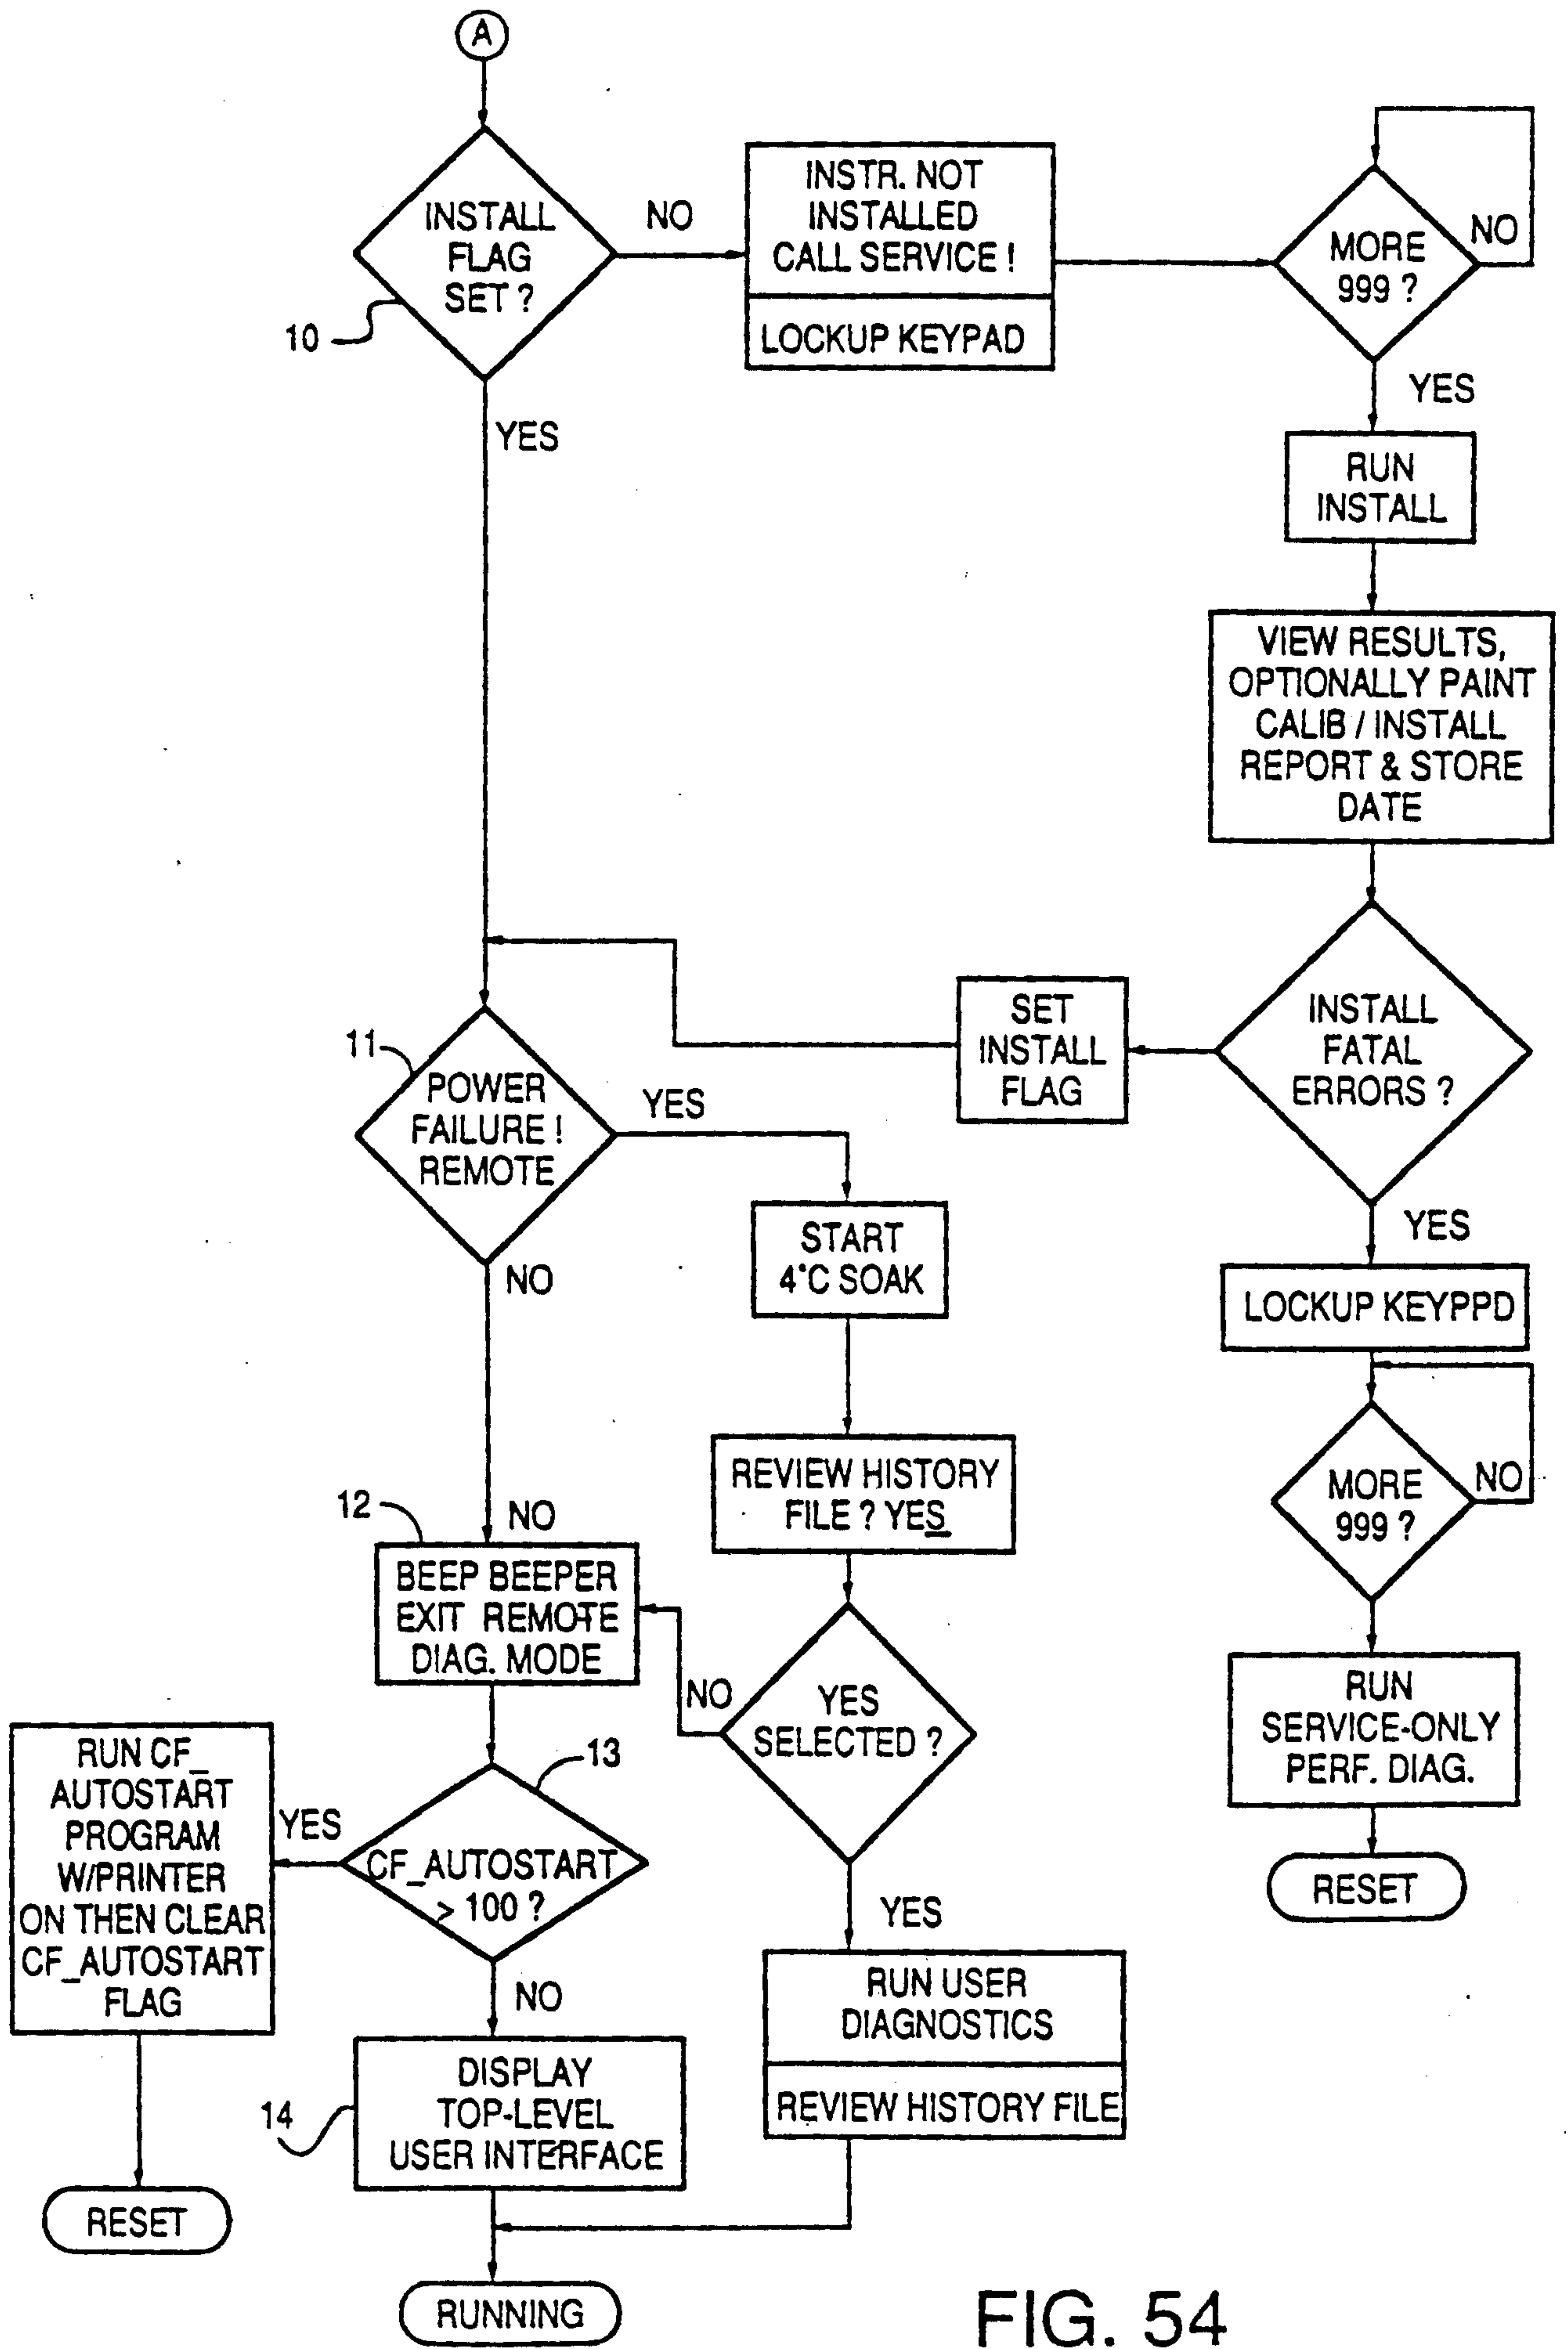 A
INSTALL
FLAG
SET ?
10
NO
YES
INSTR. NOT
INSTALLED
CALL SERVICE !
LOCKUP KEYPAD
MORE
999 ?
NO
YES
RUN
INSTALL
VIEW RESULTS,
OPTIONALLY PAINT
CALIB / INSTALL
REPORT & STORE
DATE
INSTALL
FATAL
ERRORS ?
SET
INSTALL
FLAG
YES
LOCKUP KEYPPD
MORE
999 ?
NO
RUN
SERVICE-ONLY
PERF. DIAG.
RESET
11
POWER
FAILURE !
REMOTE
YES
NO
START
4°C SOAK
REVIEW HISTORY
FILE ? YES
YES
SELECTED ?
NO
YES
RUN USER
DIAGNOSTICS
REVIEW HISTORY FILE
12
NO
BEEP BEEPER
EXIT REMOTE
DIAG. MODE
13
CF_AUTOSTART
> 100 ?
YES
NO
RUN CF_
AUTOSTART
PROGRAM
W/PRINTER
ON THEN CLEAR
CF_AUTOSTART
FLAG
RESET
14
DISPLAY
TOP-LEVEL
USER INTERFACE
RUNNING
FIG. 54